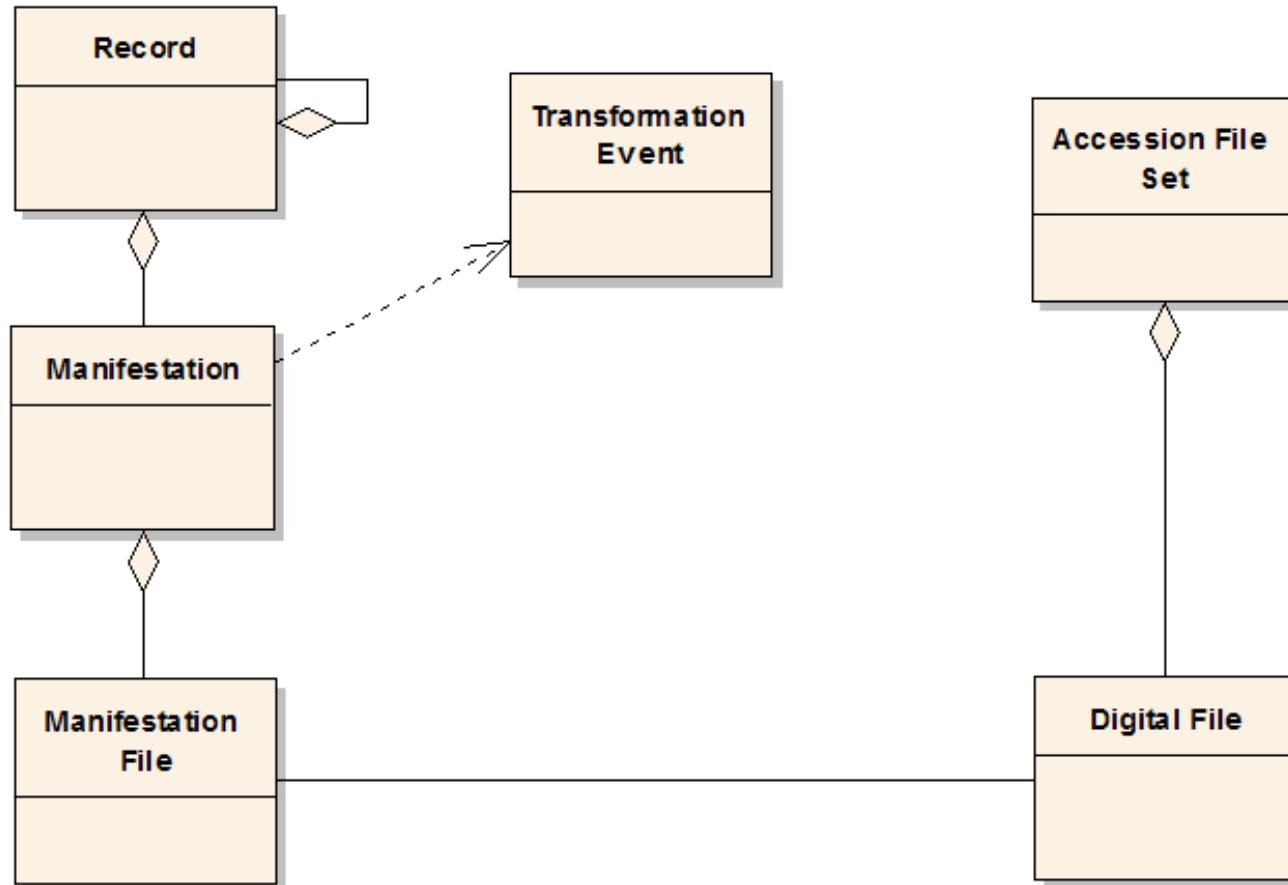 Record
Transformation
Event
Accession File
Set
Manifestation
Manifestation
File
Digital File